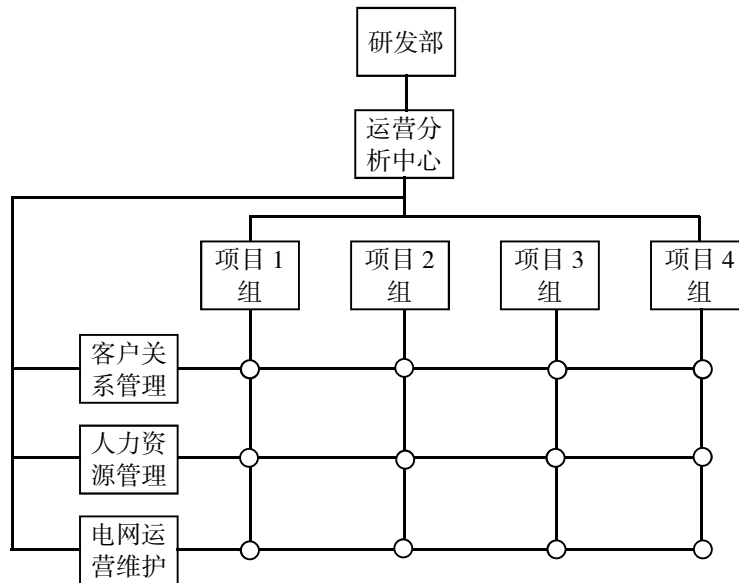 研发部
运营分
析中心
项目 1
组
项目 2
组
项目 3
组
项目 4
组
客户关
系管理
人力资
源管理
电网运
营维护